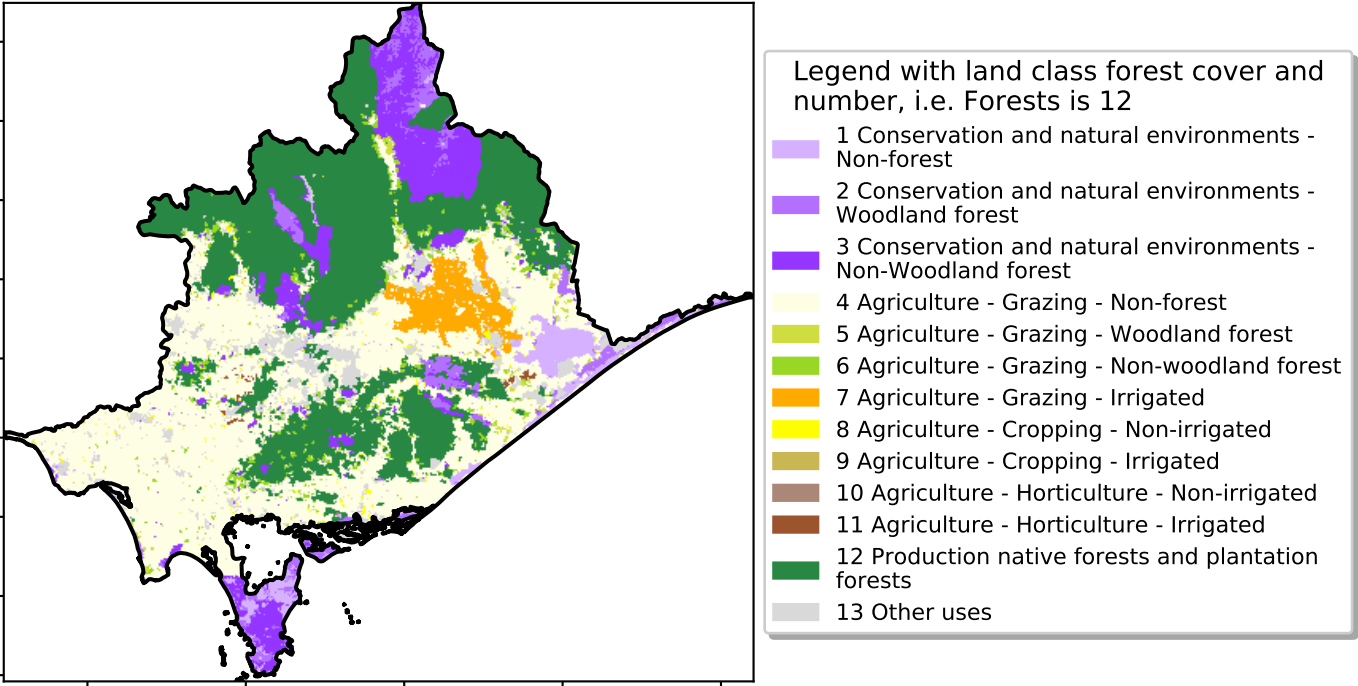 Legend with land class forest cover and
number, i.e. Forests is 12
1 Conservation and natural environments -
Non-forest
2 Conservation and natural environments -
Woodland forest
3 Conservation and natural environments -
Non-Woodland forest
4 Agriculture - Grazing - Non-forest
5 Agriculture - Grazing - Woodland forest
6 Agriculture - Grazing - Non-woodland forest
7 Agriculture - Grazing - Irrigated
8 Agriculture - Cropping - Non-irrigated
9 Agriculture - Cropping - Irrigated
10 Agriculture - Horticulture - Non-irrigated
11 Agriculture - Horticulture - Irrigated
12 Production native forests and plantation
forests
13 Other uses